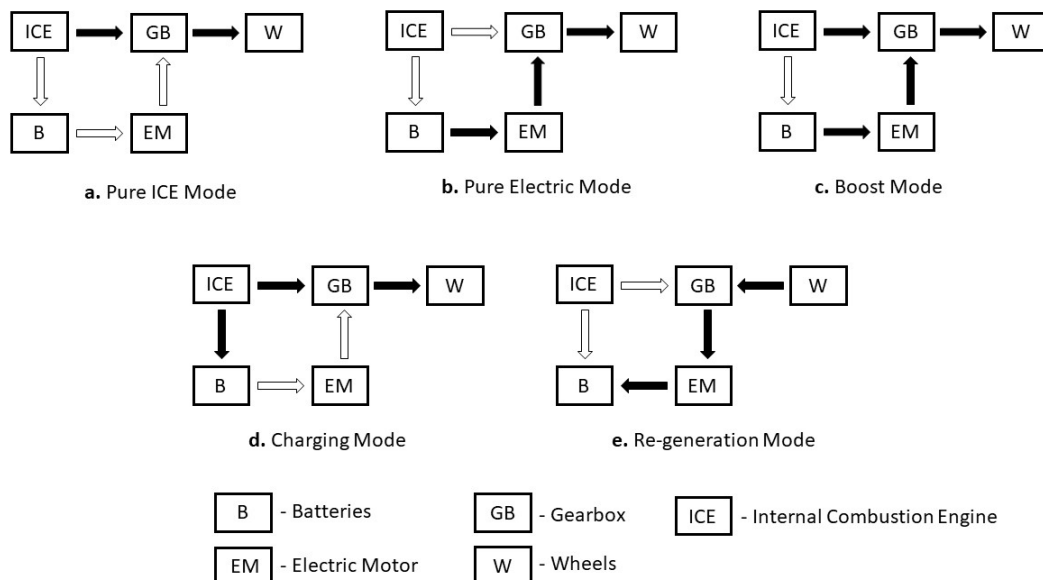 ICE GB W
B EM
a. Pure ICE Mode
ICE GB W
B EM
b. Pure Electric Mode
ICE GB W
B EM
c. Boost Mode
ICE GB W
B EM
d. Charging Mode
ICE GB W
B EM
e. Re-generation Mode
B - Batteries
GB - Gearbox
ICE - Internal Combustion Engine
EM - Electric Motor
W - Wheels